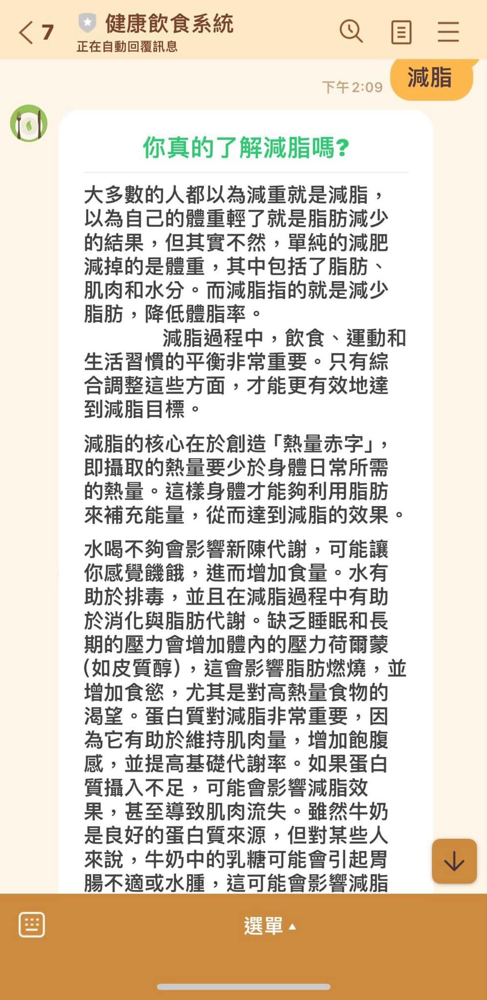 7
健康飲食系統
正在自動回覆訊息
減脂
下午2:09
你真的了解減脂嗎?
大多數的人都以為減重就是減脂，
以為自己的體重輕了就是脂肪減少
的結果，但其實不然，單純的減肥
減掉的是體重，其中包括了脂肪、
肌肉和水分。而減脂指的就是減少
脂肪，降低體脂率。
減脂過程中，飲食、運動和
生活習慣的平衡非常重要。只有綜
合調整這些方面，才能更有效地達
到減脂目標。
減脂的核心在於創造「熱量赤字」，
即攝取的熱量要少於身體日常所需
的熱量。這樣身體才能夠利用脂肪
來補充能量，從而達到減脂的效果。
水喝不夠會影響新陳代謝，可能讓
你感覺饑餓，進而增加食量。水有
助於排毒，並且在減脂過程中有助
於消化與脂肪代謝。缺乏睡眠和長
期的壓力會增加體內的壓力荷爾蒙
(如皮質醇)，這會影響脂肪燃燒，並
增加食慾，尤其是對高熱量食物的
渴望。蛋白質對減脂非常重要，因
為它有助於維持肌肉量，增加飽腹
感，並提高基礎代謝率。如果蛋白
質攝入不足，可能會影響減脂效
果，甚至導致肌肉流失。雖然牛奶
是良好的蛋白質來源，但對某些人
來說，牛奶中的乳糖可能會引起胃
腸不適或水腫，這可能會影響減脂
選單